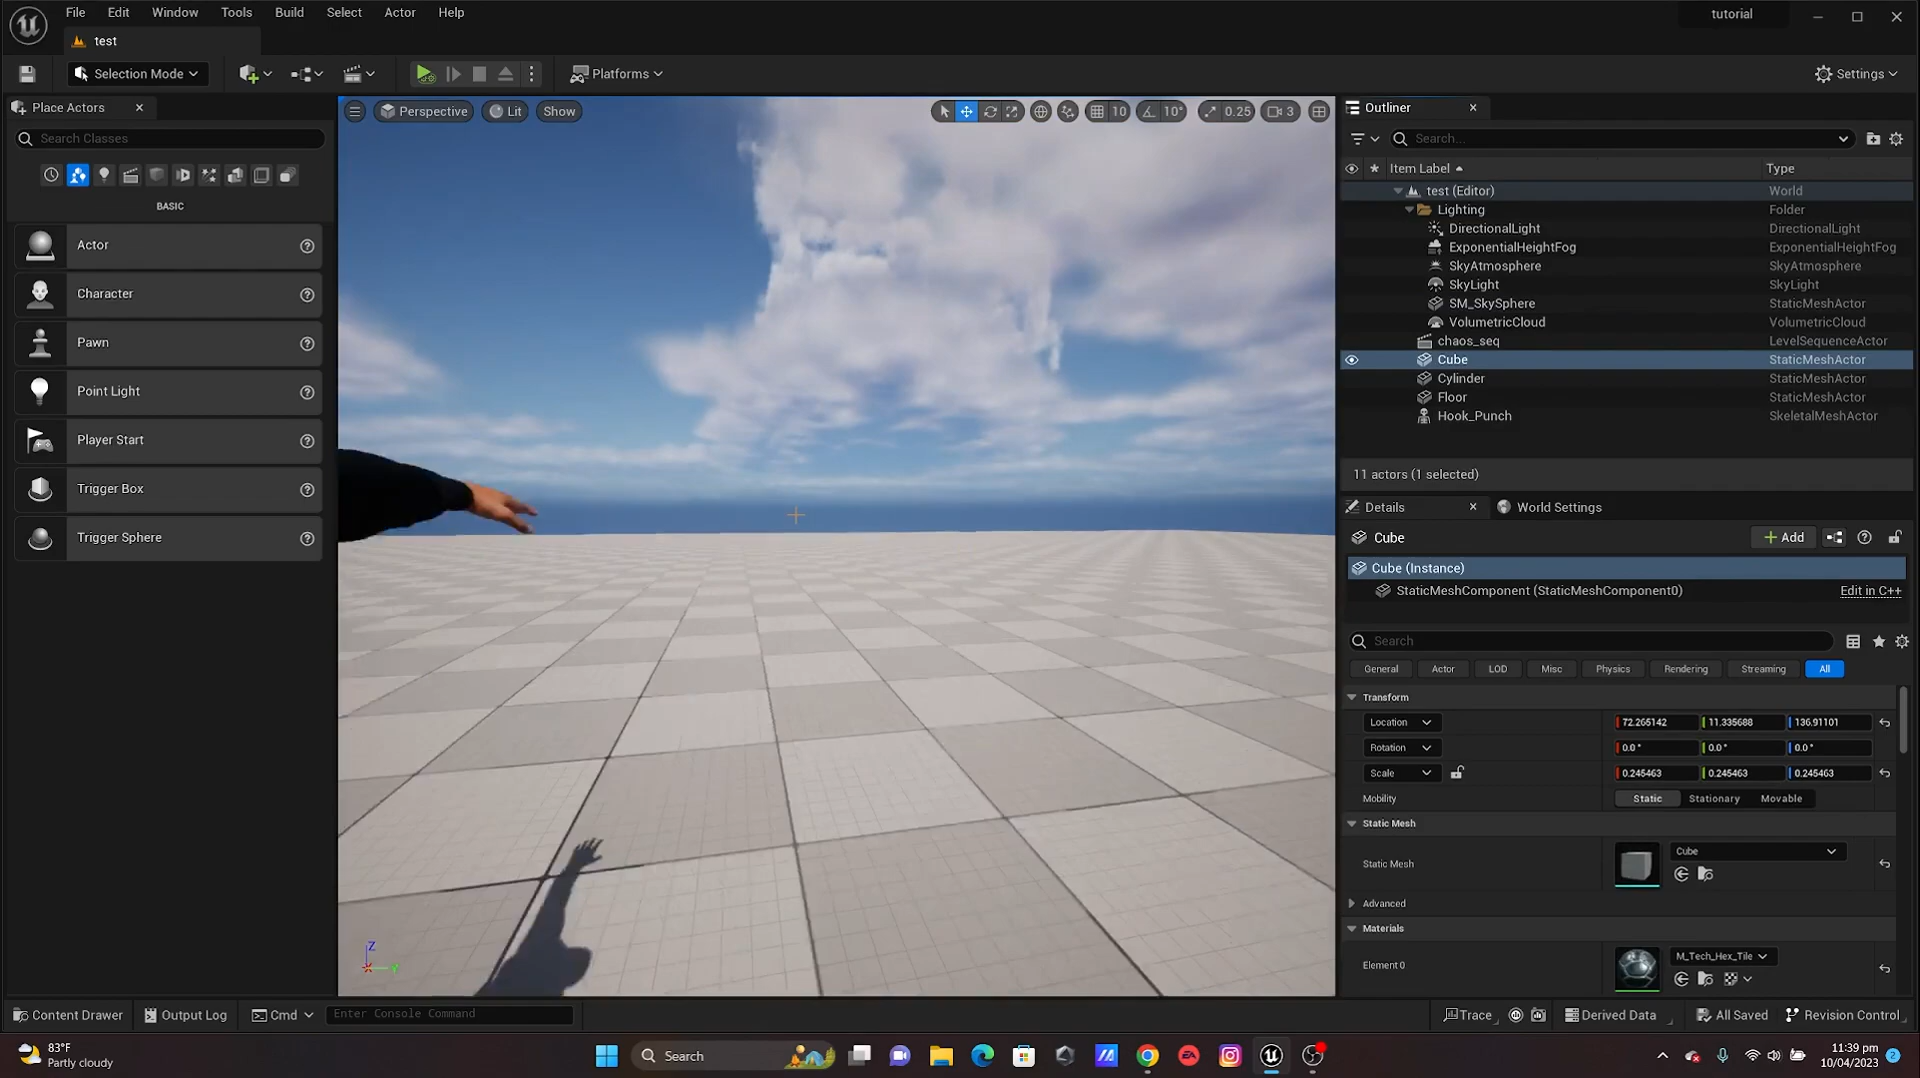 File Edit Window Tools Build Select Actor Help
tutorial
test
Selection Mode
Platforms
Settings
Place Actors
Search Classes
BASIC
Actor
Character
Pawn
Point Light
Player Start
Trigger Box
Trigger Sphere
Perspective Lit Show
10 10° 0.25 3
Z
Outliner
Search...
Item Label Type
test (Editor) World
Lighting Folder
DirectionalLight DirectionalLight
ExponentialHeightFog ExponentialHeightFog
SkyAtmosphere SkyAtmosphere
SkyLight SkyLight
SM_SkySphere StaticMeshActor
VolumetricCloud VolumetricCloud
chaos_seq LevelSequenceActor
Cube StaticMeshActor
Cylinder StaticMeshActor
Floor StaticMeshActor
Hook_Punch SkeletalMeshActor
11 actors (1 selected)
Details World Settings
Cube
Add
Cube (Instance)
StaticMeshComponent (StaticMeshComponent0) Edit in C++
Search
General Actor LOD Misc Physics Rendering Streaming All
Transform
Location 72.265142 11.335688 136.91101
Rotation 0.0 ° 0.0 ° 0.0 °
Scale 0.245463 0.245463 0.245463
Mobility Static Stationary Movable
Static Mesh
Static Mesh Cube
Advanced
Materials
Element 0 M_Tech_Hex_Tile
Content Drawer Output Log Cmd Enter Console Command
Trace Derived Data All Saved Revision Control
83°F
Partly cloudy
Search
11:39 pm
10/04/2023
2